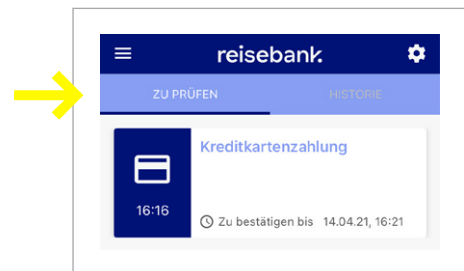 reisebank.
ZU PRÜFEN HISTORIE
Kreditkartenzahlung
16:16
Zu bestätigen bis 14.04.21, 16:21